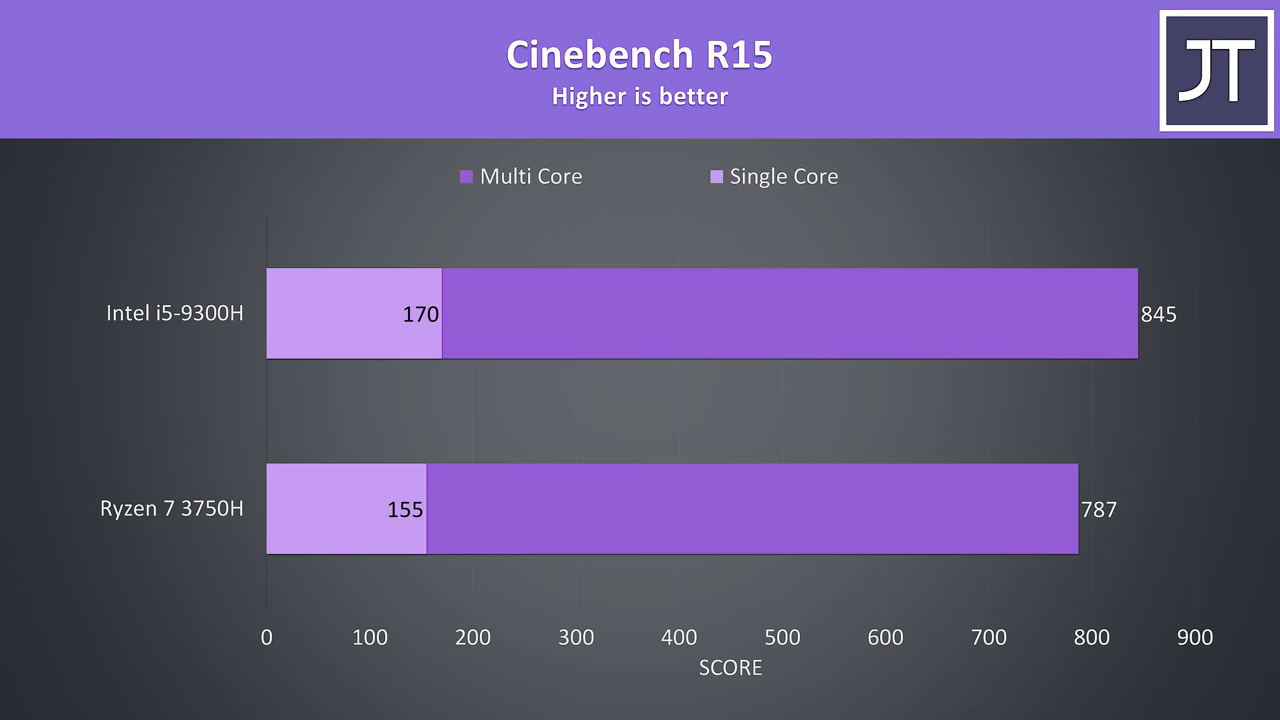 Cinebench R15
Higher is better
JT
Multi Core Single Core
Intel i5-9300H 170 845
Ryzen 7 3750H 155 787
0 100 200 300 400 500 600 700 800 900
SCORE